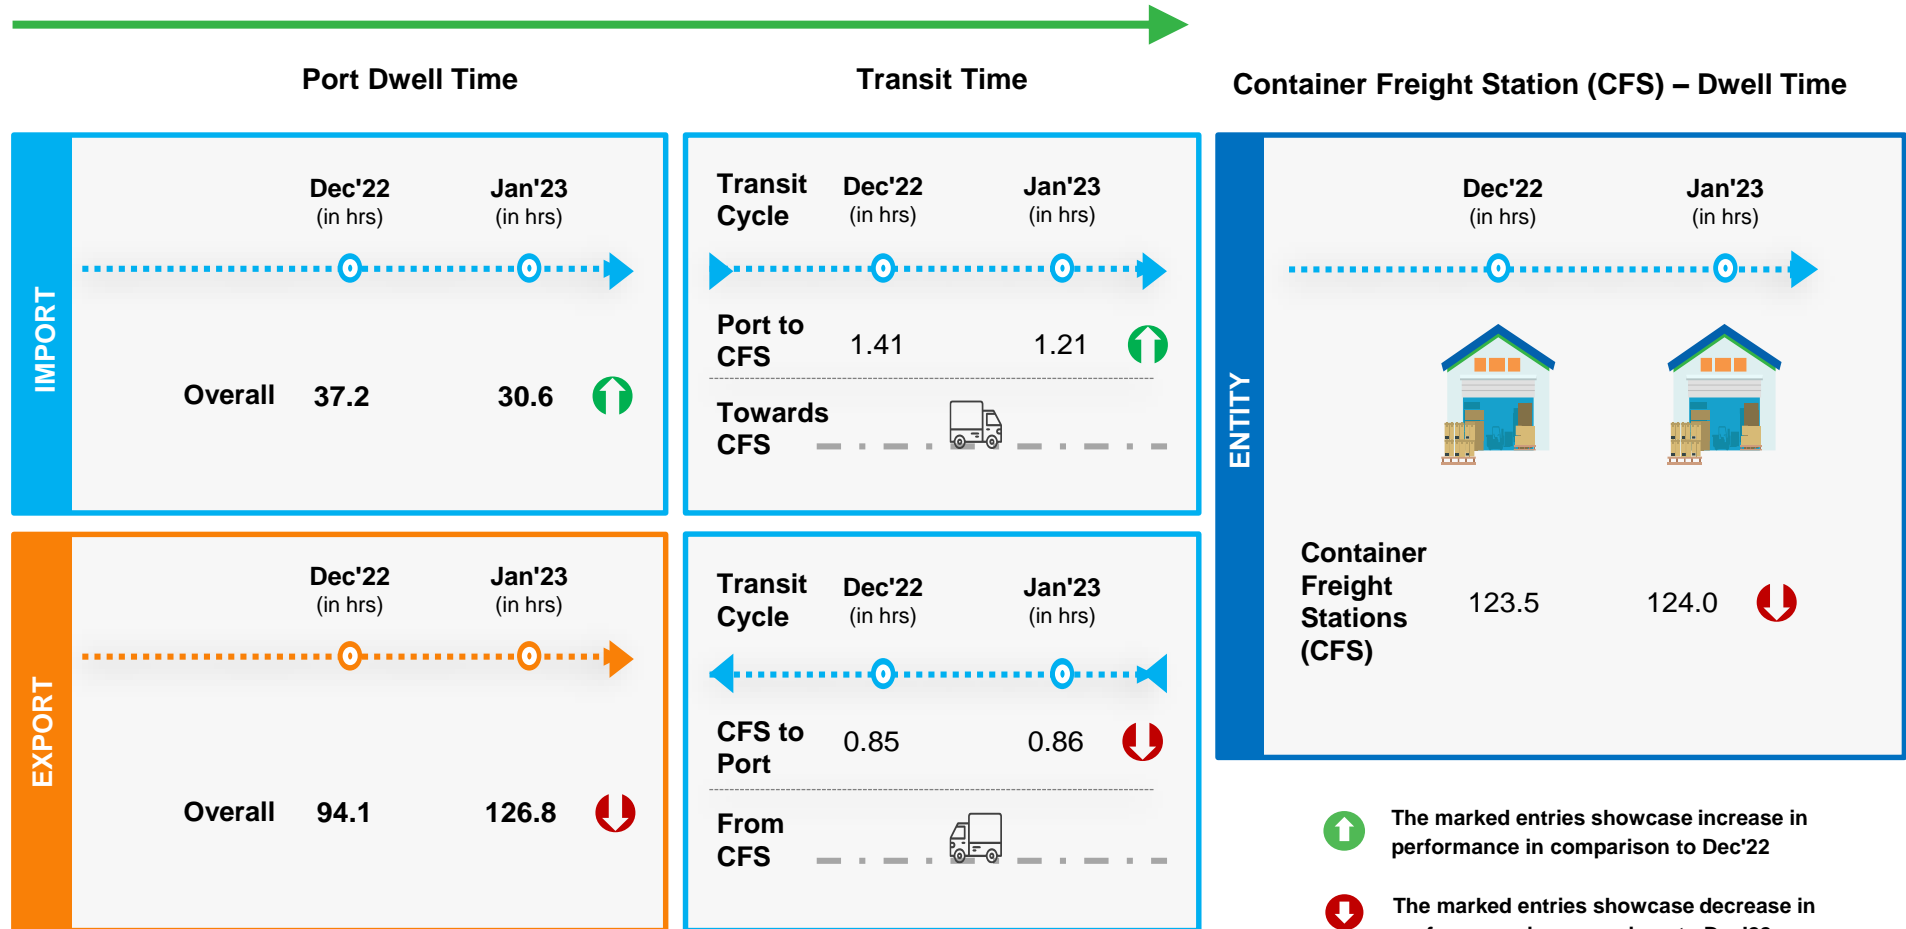 Port Dwell Time
Transit Time
Container Freight Station (CFS) – Dwell Time
IMPORT
Dec'22
(in hrs)
Jan'23
(in hrs)
Overall 37.2 30.6
Transit
Cycle
Dec'22
(in hrs)
Jan'23
(in hrs)
Port to
CFS
1.41 1.21
Towards
CFS
ENTITY
Dec'22
(in hrs)
Jan'23
(in hrs)
Container
Freight
Stations
(CFS)
123.5 124.0
EXPORT
Dec'22
(in hrs)
Jan'23
(in hrs)
Overall 94.1 126.8
Transit
Cycle
Dec'22
(in hrs)
Jan'23
(in hrs)
CFS to
Port
0.85 0.86
From
CFS
The marked entries showcase increase in
performance in comparison to Dec'22
The marked entries showcase decrease in